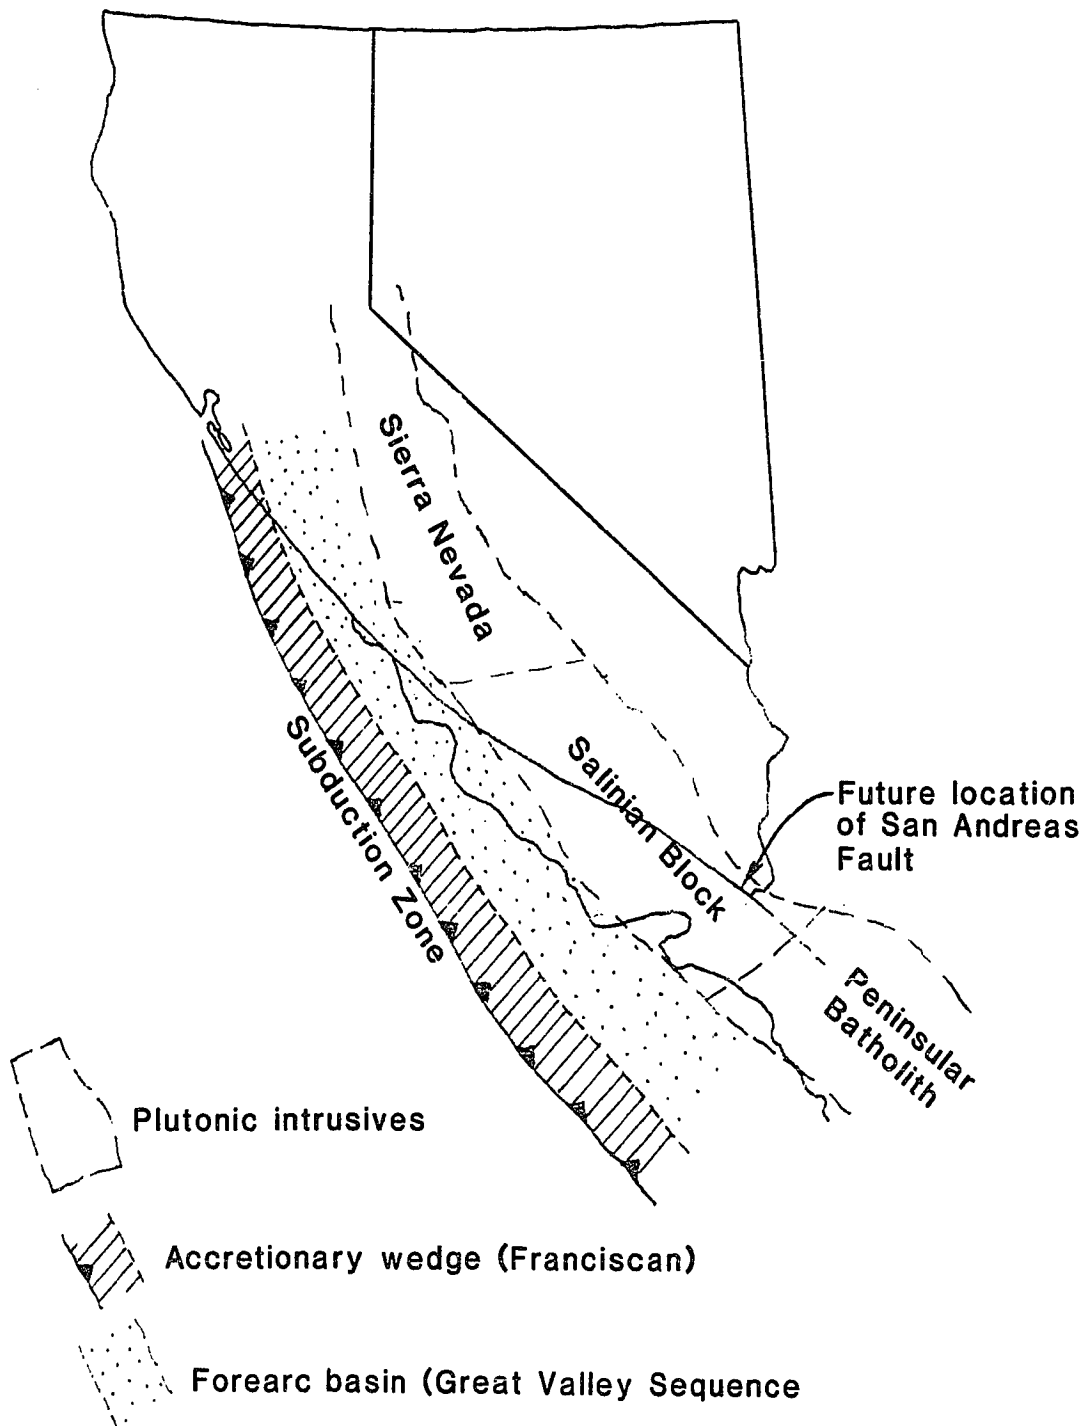 Sierra Nevada
Subduction Zone
Salinian Block
Future location
of San Andreas
Fault
Peninsular
Batholith
Plutonic intrusives
Accretionary wedge (Franciscan)
Forearc basin (Great Valley Sequence